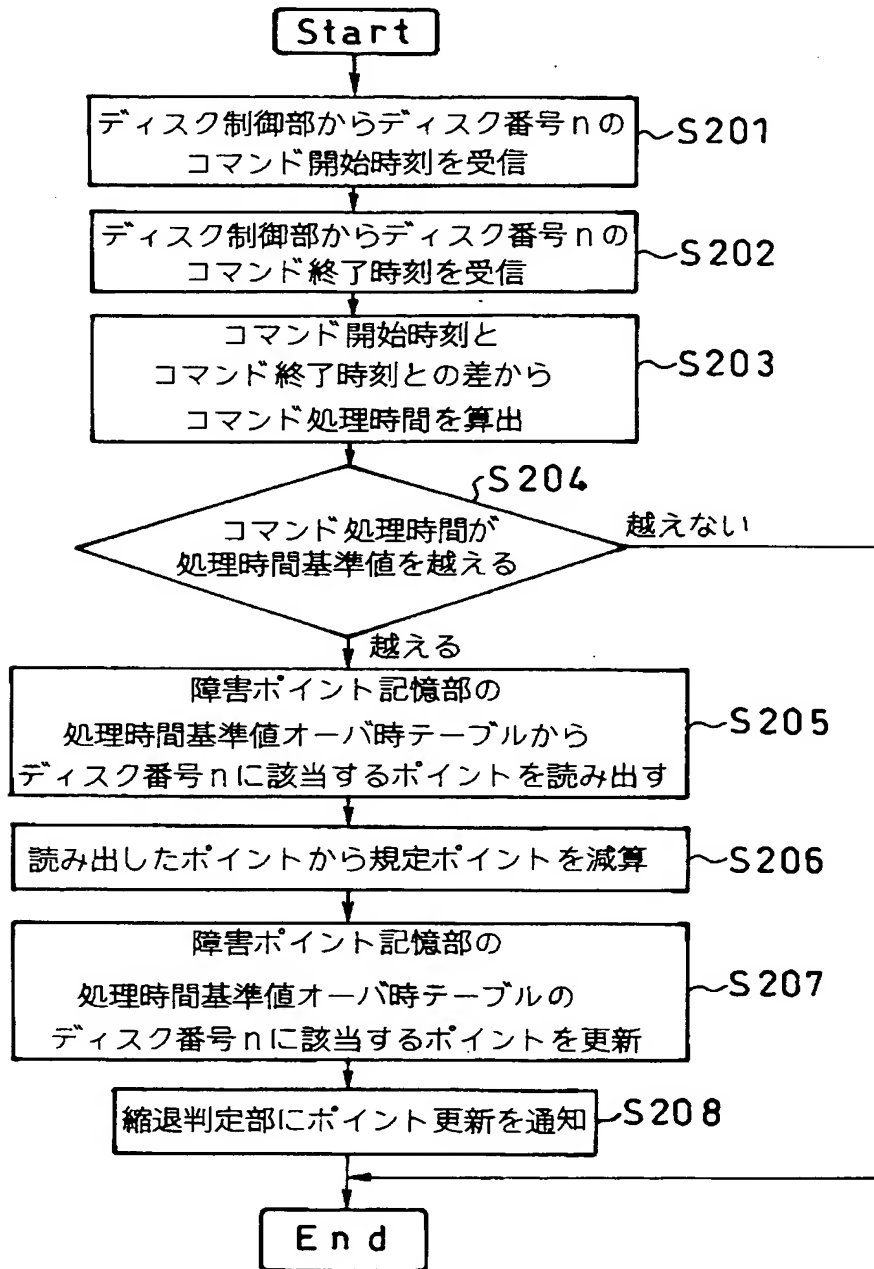 Start
ディスク制御部からディスク番号nの
コマンド開始時刻を受信
S201
ディスク制御部からディスク番号nの
コマンド終了時刻を受信
S202
コマンド開始時刻と
コマンド終了時刻との差から
コマンド処理時間を算出
S203
S204
コマンド処理時間が
処理時間基準値を越える
越えない
越える
障害ポイント記憶部の
処理時間基準値オーバ時テーブルから
ディスク番号nに該当するポイントを読み出す
S205
読み出したポイントから規定ポイントを減算
S206
障害ポイント記憶部の
処理時間基準値オーバ時テーブルの
ディスク番号nに該当するポイントを更新
S207
縮退判定部にポイント更新を通知
S208
End